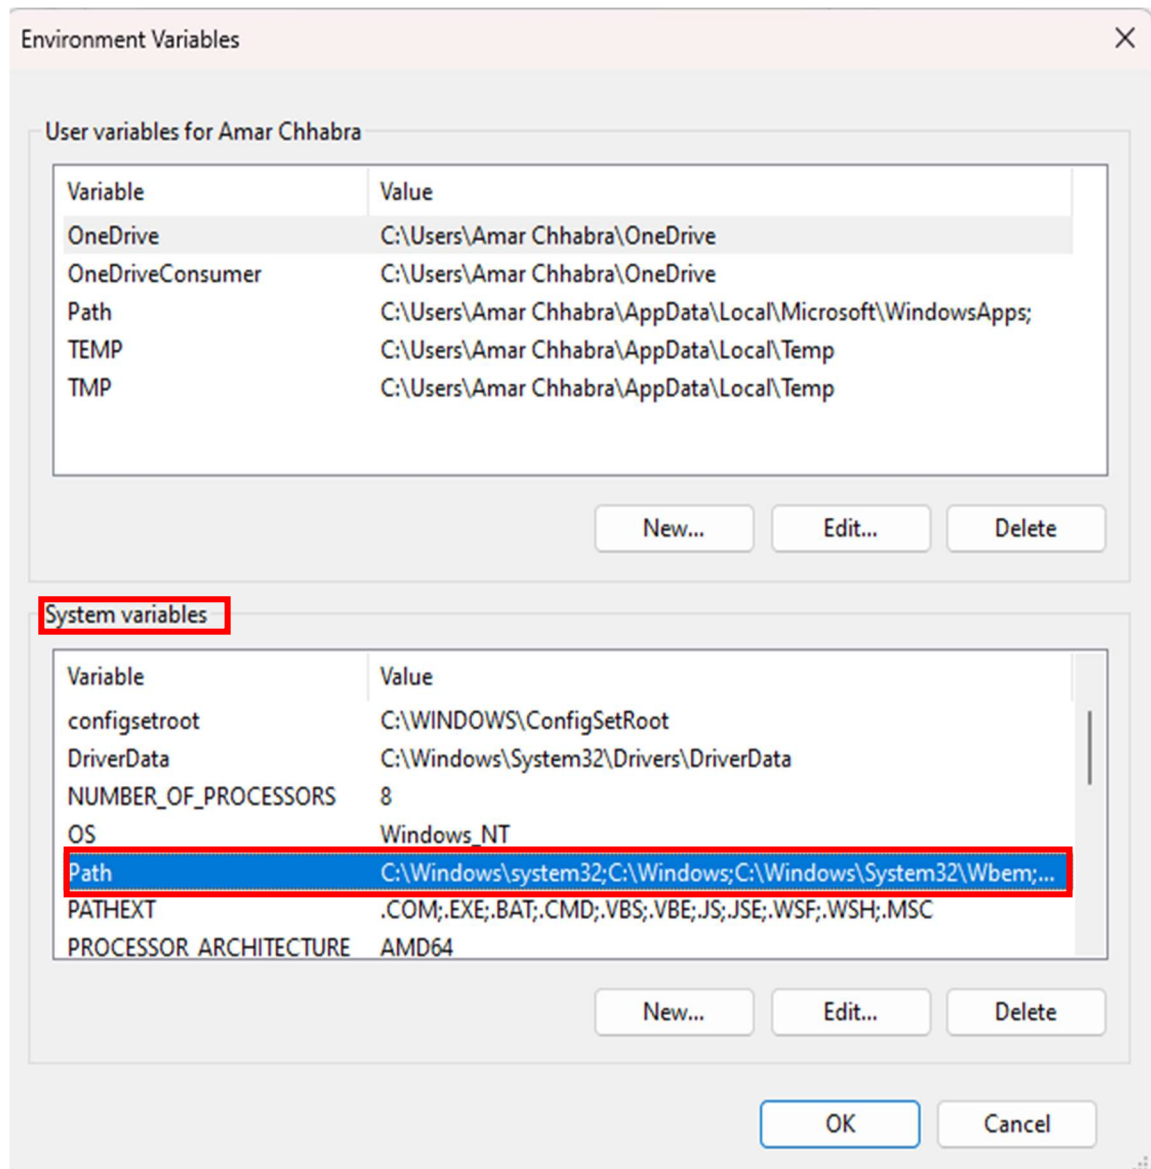 Environment Variables
User variables for Amar Chhabra
Variable Value
OneDrive C:\Users\Amar Chhabra\OneDrive
OneDriveConsumer C:\Users\Amar Chhabra\OneDrive
Path C:\Users\Amar Chhabra\AppData\Local\Microsoft\WindowsApps;
TEMP C:\Users\Amar Chhabra\AppData\Local\Temp
TMP C:\Users\Amar Chhabra\AppData\Local\Temp
New... Edit... Delete
System variables
Variable Value
configsetroot C:\WINDOWS\ConfigSetRoot
DriverData C:\Windows\System32\Drivers\DriverData
NUMBER_OF_PROCESSORS 8
OS Windows_NT
Path C:\Windows\system32;C:\Windows;C:\Windows\System32\Wbem;...
PATHEXT .COM;.EXE;.BAT;.CMD;.VBS;.VBE;.JS;.JSE;.WSF;.WSH;.MSC
PROCESSOR_ARCHITECTURE AMD64
New... Edit... Delete
OK Cancel